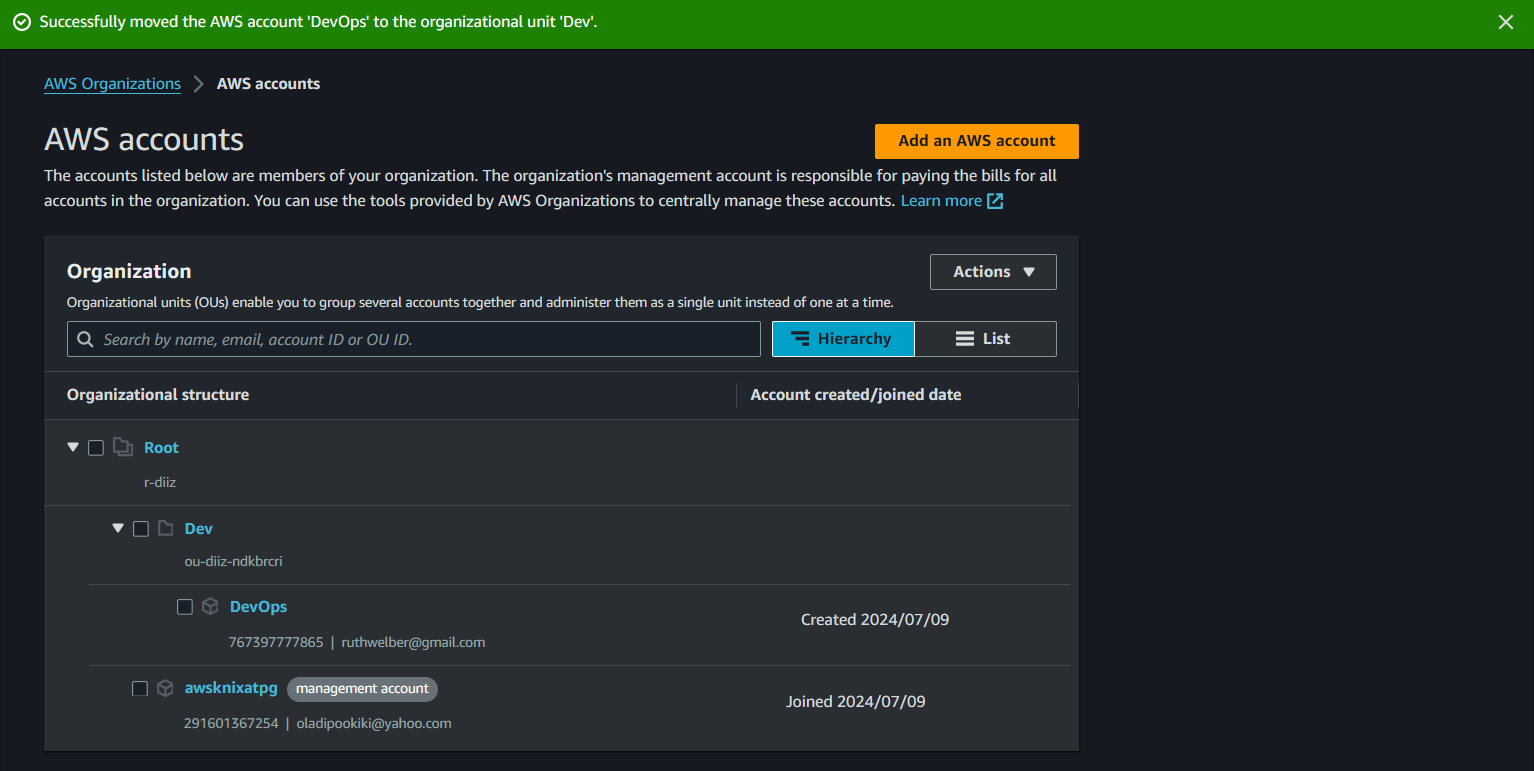 Successfully moved the AWS account 'DevOps' to the organizational unit 'Dev'.
AWS Organizations > AWS accounts
AWS accounts
Add an AWS account
The accounts listed below are members of your organization. The organization's management account is responsible for paying the bills for all
accounts in the organization. You can use the tools provided by AWS Organizations to centrally manage these accounts. Learn more
Organization
Actions
Organizational units (OUs) enable you to group several accounts together and administer them as a single unit instead of one at a time.
Search by name, email, account ID or OU ID.
Hierarchy
List
Organizational structure
Account created/joined date
Root
r-diiz
Dev
ou-diiz-ndkbrcri
DevOps
Created 2024/07/09
767397777865 | ruthwelber@gmail.com
awsknixatpg management account
Joined 2024/07/09
291601367254 | oladipookiki@yahoo.com